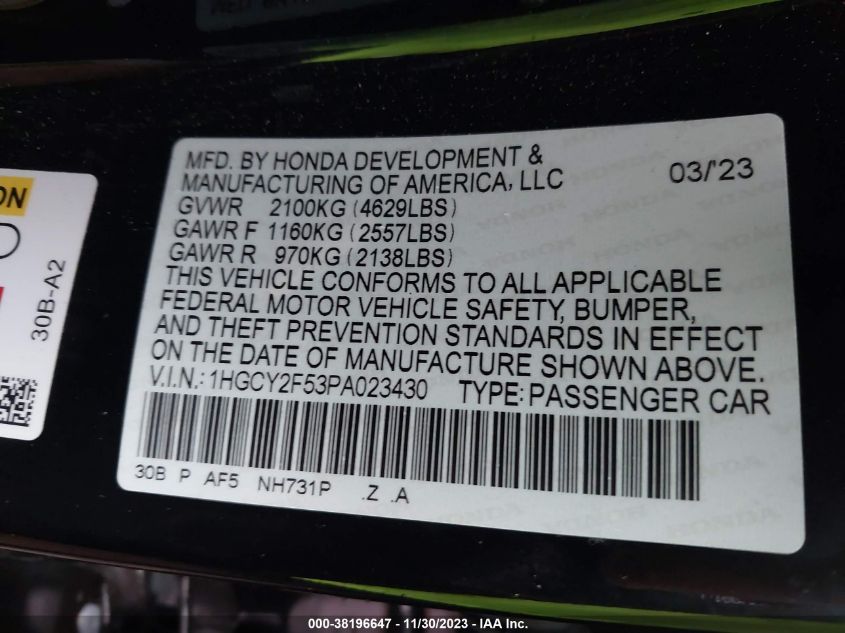 MFD. BY HONDA DEVELOPMENT &
MANUFACTURING OF AMERICA, LLC 03/'23
GVWR 2100KG (4629LBS)
GAWR F 1160KG (2557LBS)
GAWR R 970KG (2138LBS)
THIS VEHICLE CONFORMS TO ALL APPLICABLE
FEDERAL MOTOR VEHICLE SAFETY, BUMPER,
AND THEFT PREVENTION STANDARDS IN EFFECT
ON THE DATE OF MANUFACTURE SHOWN ABOVE.
V.I.N.: 1HGCY2F53PA023430 TYPE: PASSENGER CAR
30B P AF5 NH731P .Z .A
30B-A2
000-38196647 - 11/30/2023 - IAA Inc.